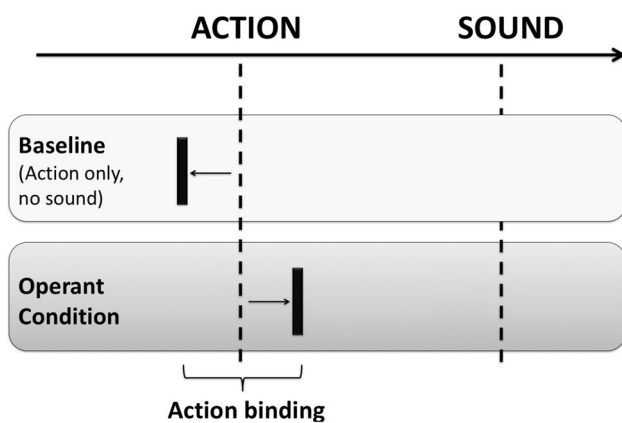 ACTION SOUND
Baseline
(Action only,
no sound)
Operant
Condition
Action binding